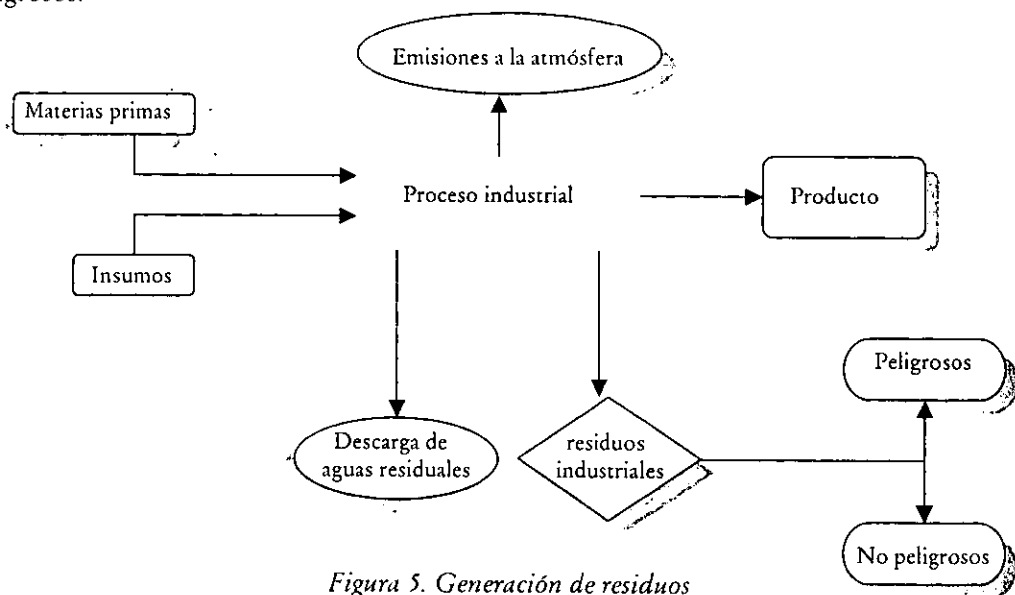 Emisiones a la atmósfera
Materias primas
Proceso industrial
Producto
Insumos
Peligrosos
Descarga de
aguas residuales
residuos
industriales
No peligrosos
Figura 5. Generación de residuos